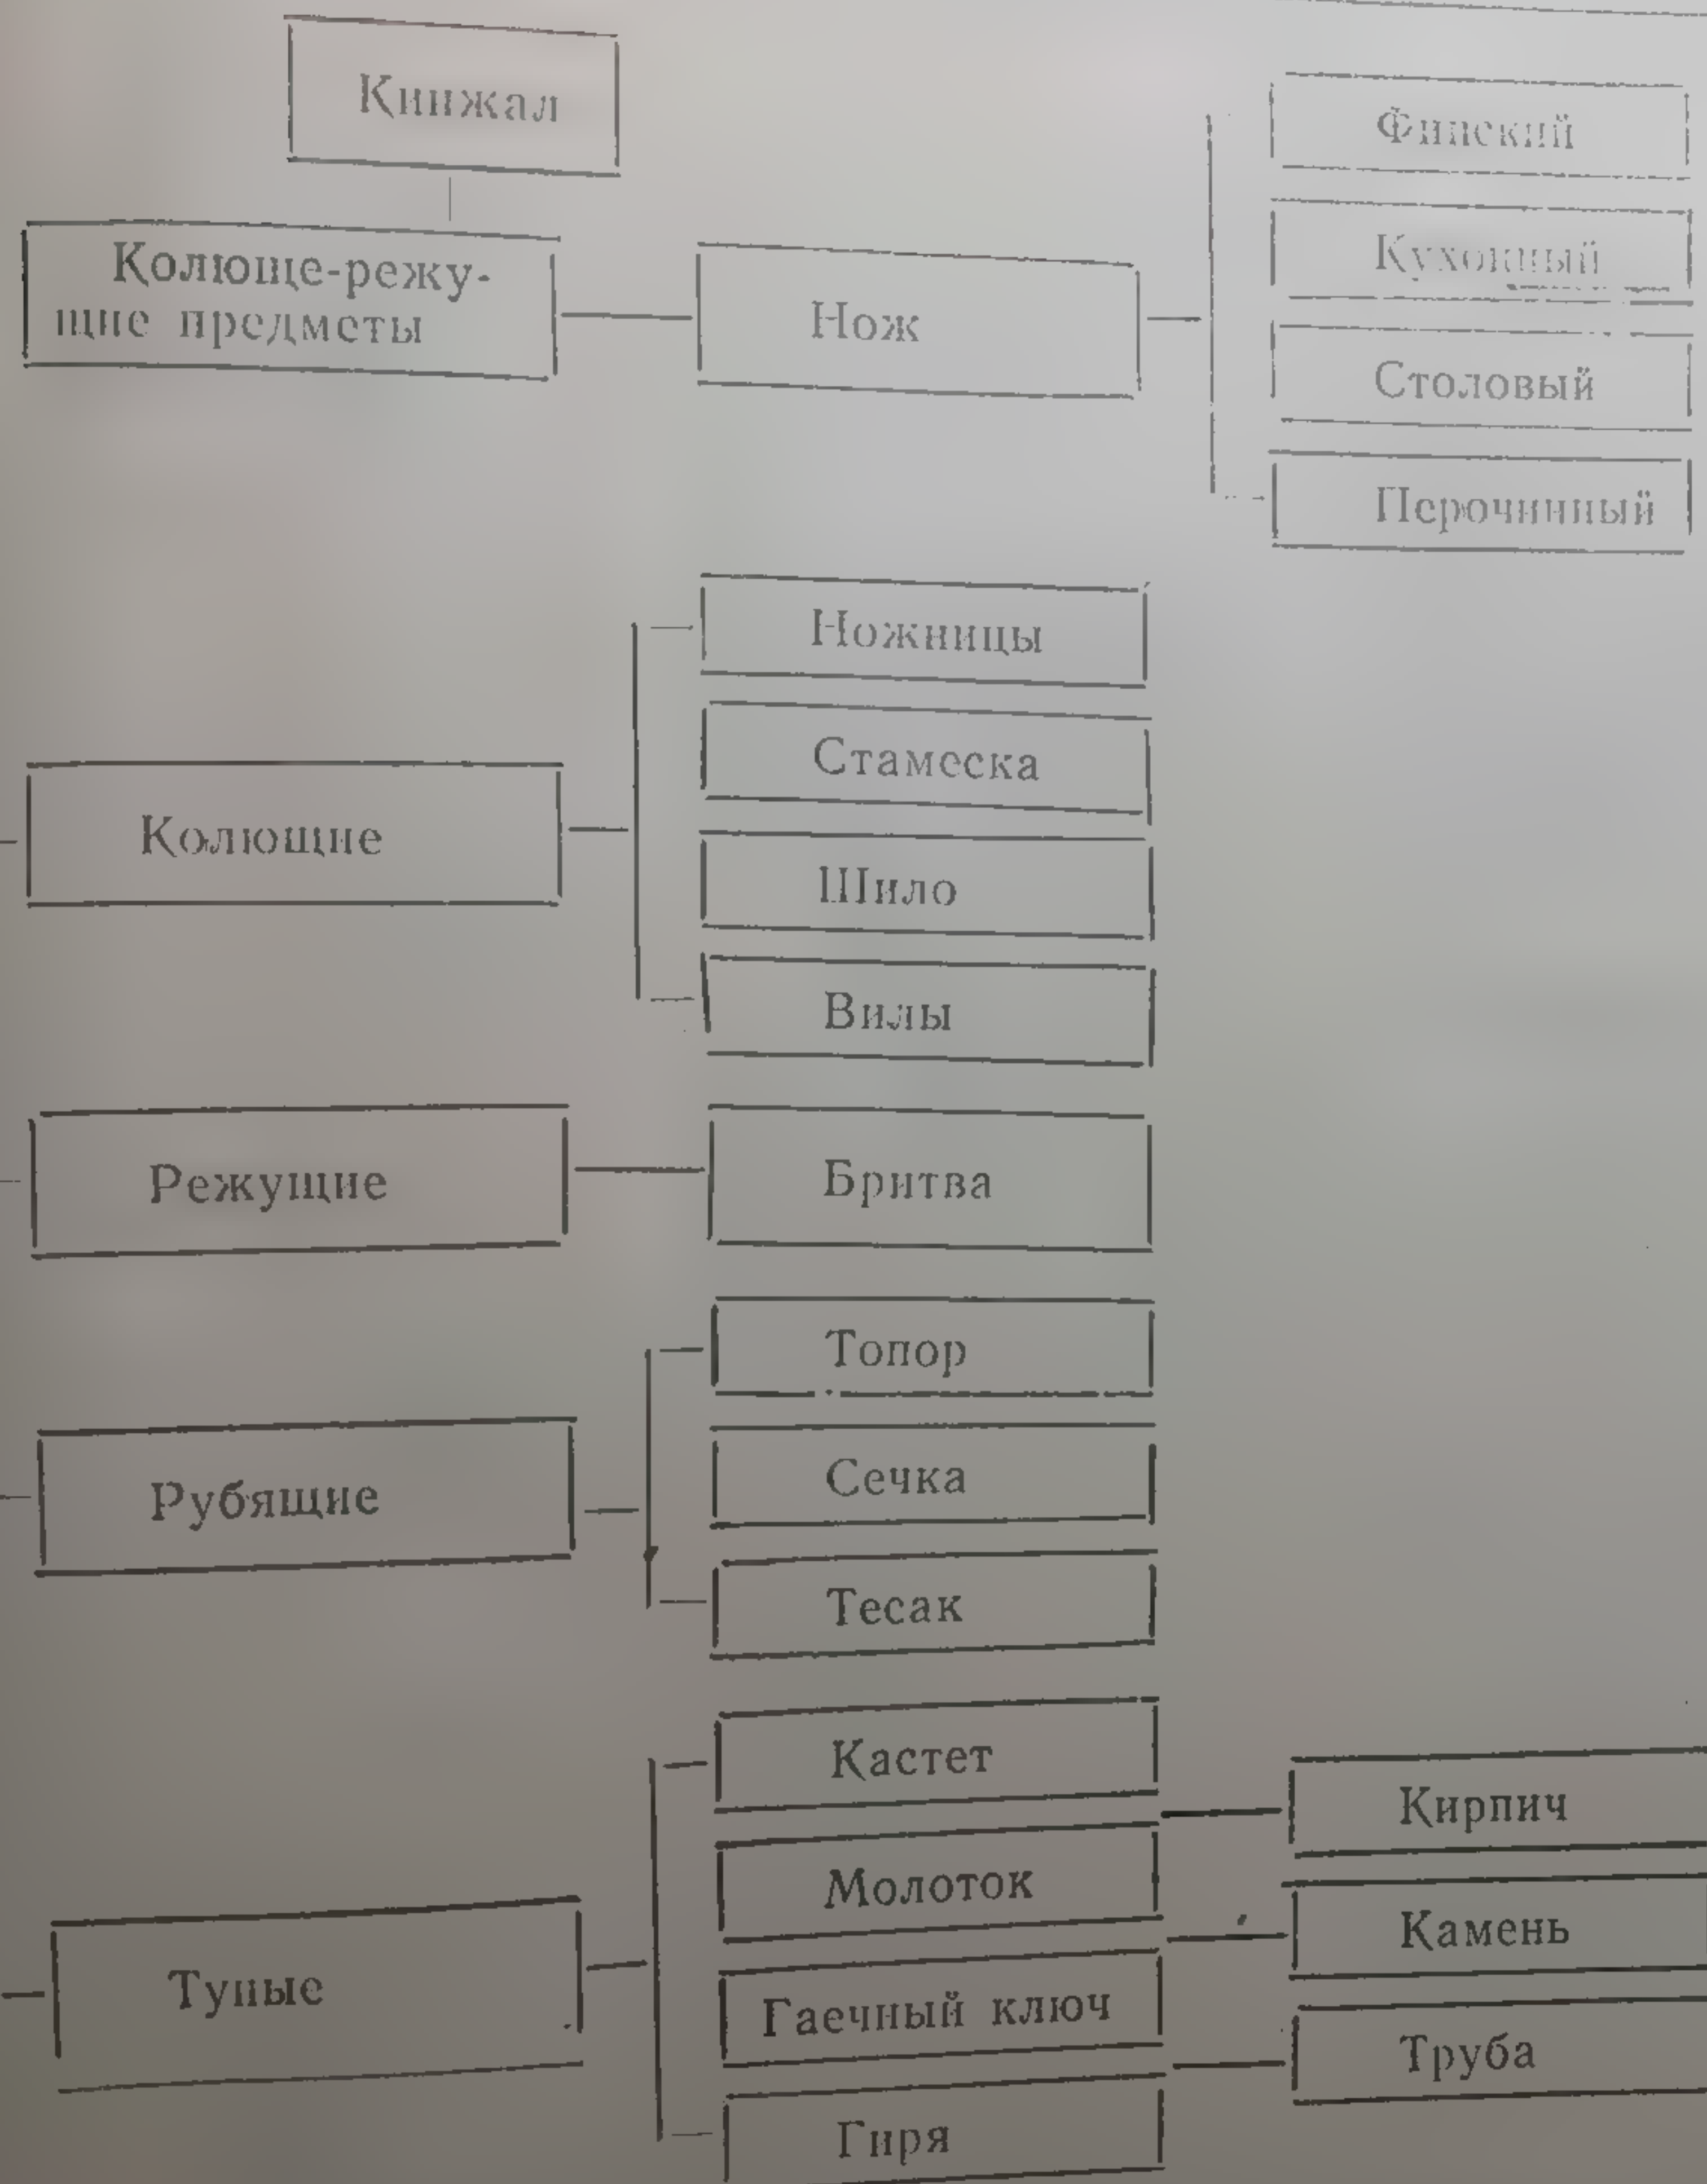 Кинжал
Финский
Колюще-режу-
щие предметы
Нож
Кухонный
Столовый
Перочинный
Ножницы
Стамеска
Колющие
Шило
Вилы
Режущие
Бритва
Топор
Рубящие
Сечка
Тесак
Кастет
Кирпич
Молоток
Камень
Тупые
Гаечный ключ
Труба
Гиря